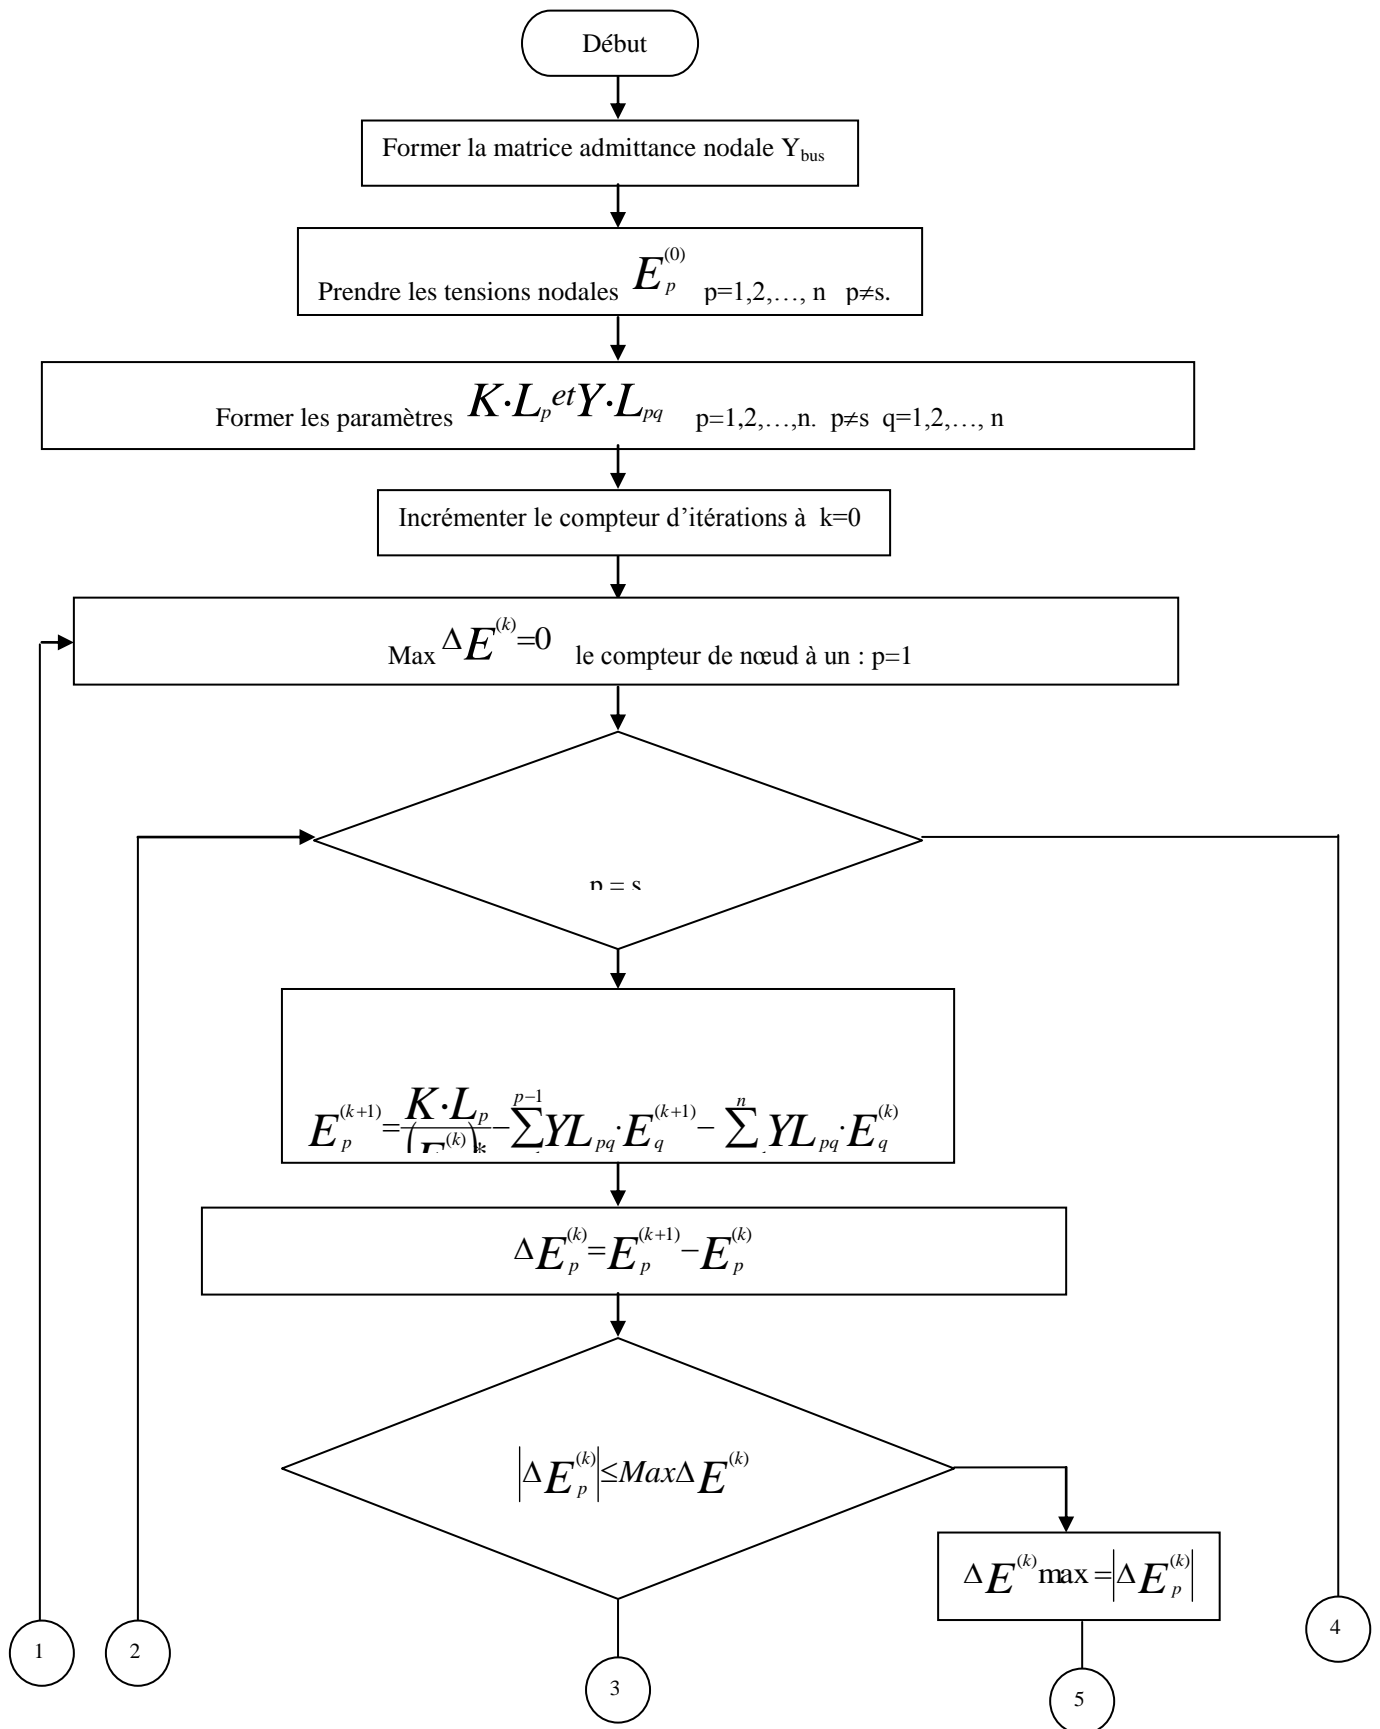 Début
Former la matrice admittance nodale Y_bus
Prendre les tensions nodales E_p^(0) p=1,2,…, n p≠s.
Former les paramètres K·L_p et Y·L_pq p=1,2,…,n. p≠s q=1,2,…, n
Incrémenter le compteur d’itérations à k=0
Max ΔE^(k)=0 le compteur de nœud à un : p=1
p = s
E_p^(k+1)=K·L_p/(E^(k))*−∑^(p−1) YL_pq·E_q^(k+1)−∑^n YL_pq·E_q^(k)
ΔE_p^(k)=E_p^(k+1)−E_p^(k)
|ΔE_p^(k)|≤MaxΔE^(k)
ΔE^(k)max=|ΔE_p^(k)|
1
2
3
5
4